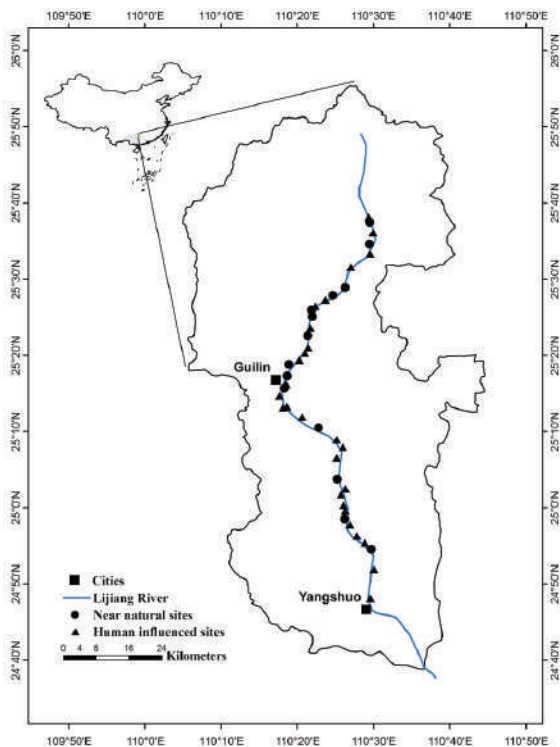 109°50'E 110°0'E 110°10'E 110°20'E 110°30'E 110°40'E 110°50'E
26°0'N 26°0'N
25°50'N 25°50'N
25°40'N 25°40'N
25°30'N 25°30'N
25°20'N 25°20'N
Guilin
25°10'N 25°10'N
25°0'N 25°0'N
24°50'N 24°50'N
Cities
Lijiang River
Yangshuo
Near natural sites
Human influenced sites
0 4 8 16 24
Kilometers
24°40'N 24°40'N
109°50'E 110°0'E 110°10'E 110°20'E 110°30'E 110°40'E 110°50'E